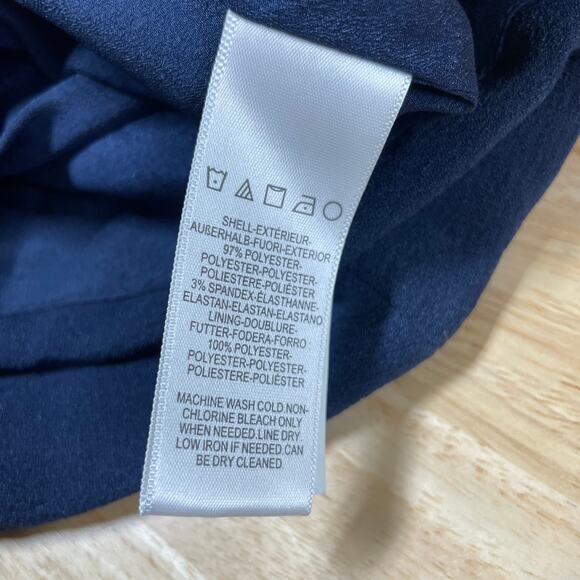 SHELL-EXTÉRIEUR-
AUßERHALB-FUORI-EXTERIOR
97% POLYESTER-
POLYESTER-POLYESTER-
POLIESTERE-POLIÉSTER
3% SPANDEX-ÉLASTHANNE-
ELASTAN-ELASTAN-ELASTANO
LINING-DOUBLURE-
FUTTER-FODERA-FORRO
100% POLYESTER-
POLYESTER-POLYESTER-
POLIESTERE-POLIÉSTER
MACHINE WASH COLD.NON-
CHLORINE BLEACH ONLY
WHEN NEEDED.LINE DRY.
LOW IRON IF NEEDED.CAN
BE DRY CLEANED.